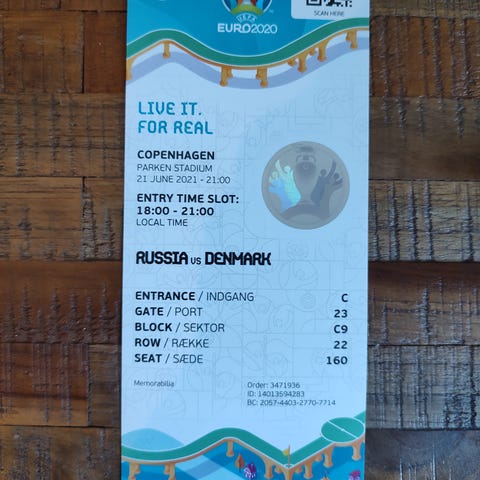 SCAN HERE
UEFA
EURO2020
LIVE IT.
FOR REAL
COPENHAGEN
PARKEN STADIUM
21 JUNE 2021 - 21:00
ENTRY TIME SLOT:
18:00 - 21:00
LOCAL TIME
RUSSIA VS DENMARK
ENTRANCE / INDGANG C
GATE / PORT 23
BLOCK / SEKTOR C9
ROW / RÆKKE 22
SEAT / SÆDE 160
Memorabilia
Order: 3471936
ID: 14013594283
BC: 2057-4403-2770-7714